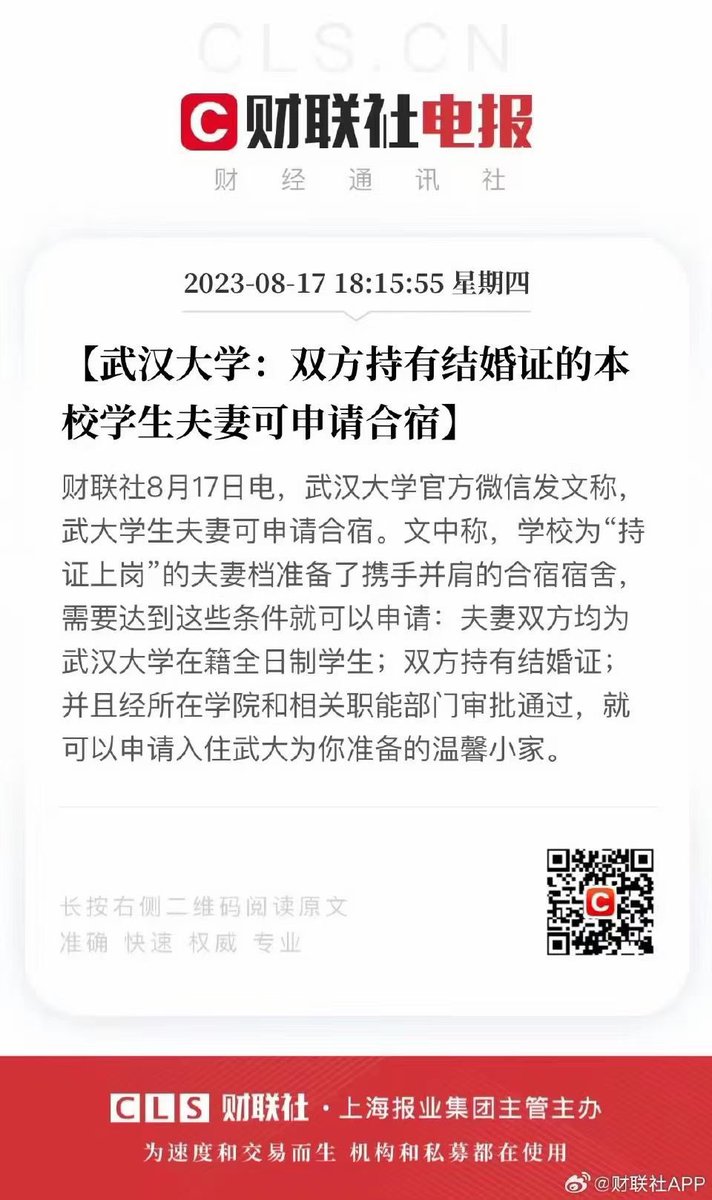 CLS.CN
C 财联社电报
财经通讯社
2023-08-17 18:15:55 星期四
【武汉大学：双方持有结婚证的本
校学生夫妻可申请合宿】
财联社8月17日电，武汉大学官方微信发文称，
武大学生夫妻可申请合宿。文中称，学校为“持
证上岗”的夫妻档准备了携手并肩的合宿宿舍，
需要达到这些条件就可以申请：夫妻双方均为
武汉大学在籍全日制学生；双方持有结婚证；
并且经所在学院和相关职能部门审批通过，就
可以申请入住武大为你准备的温馨小家。
长按右侧二维码阅读原文
准确 快速 权威 专业
C
CLS 财联社·上海报业集团主管主办
为速度和交易而生 机构和私募都在使用
@财联社APP